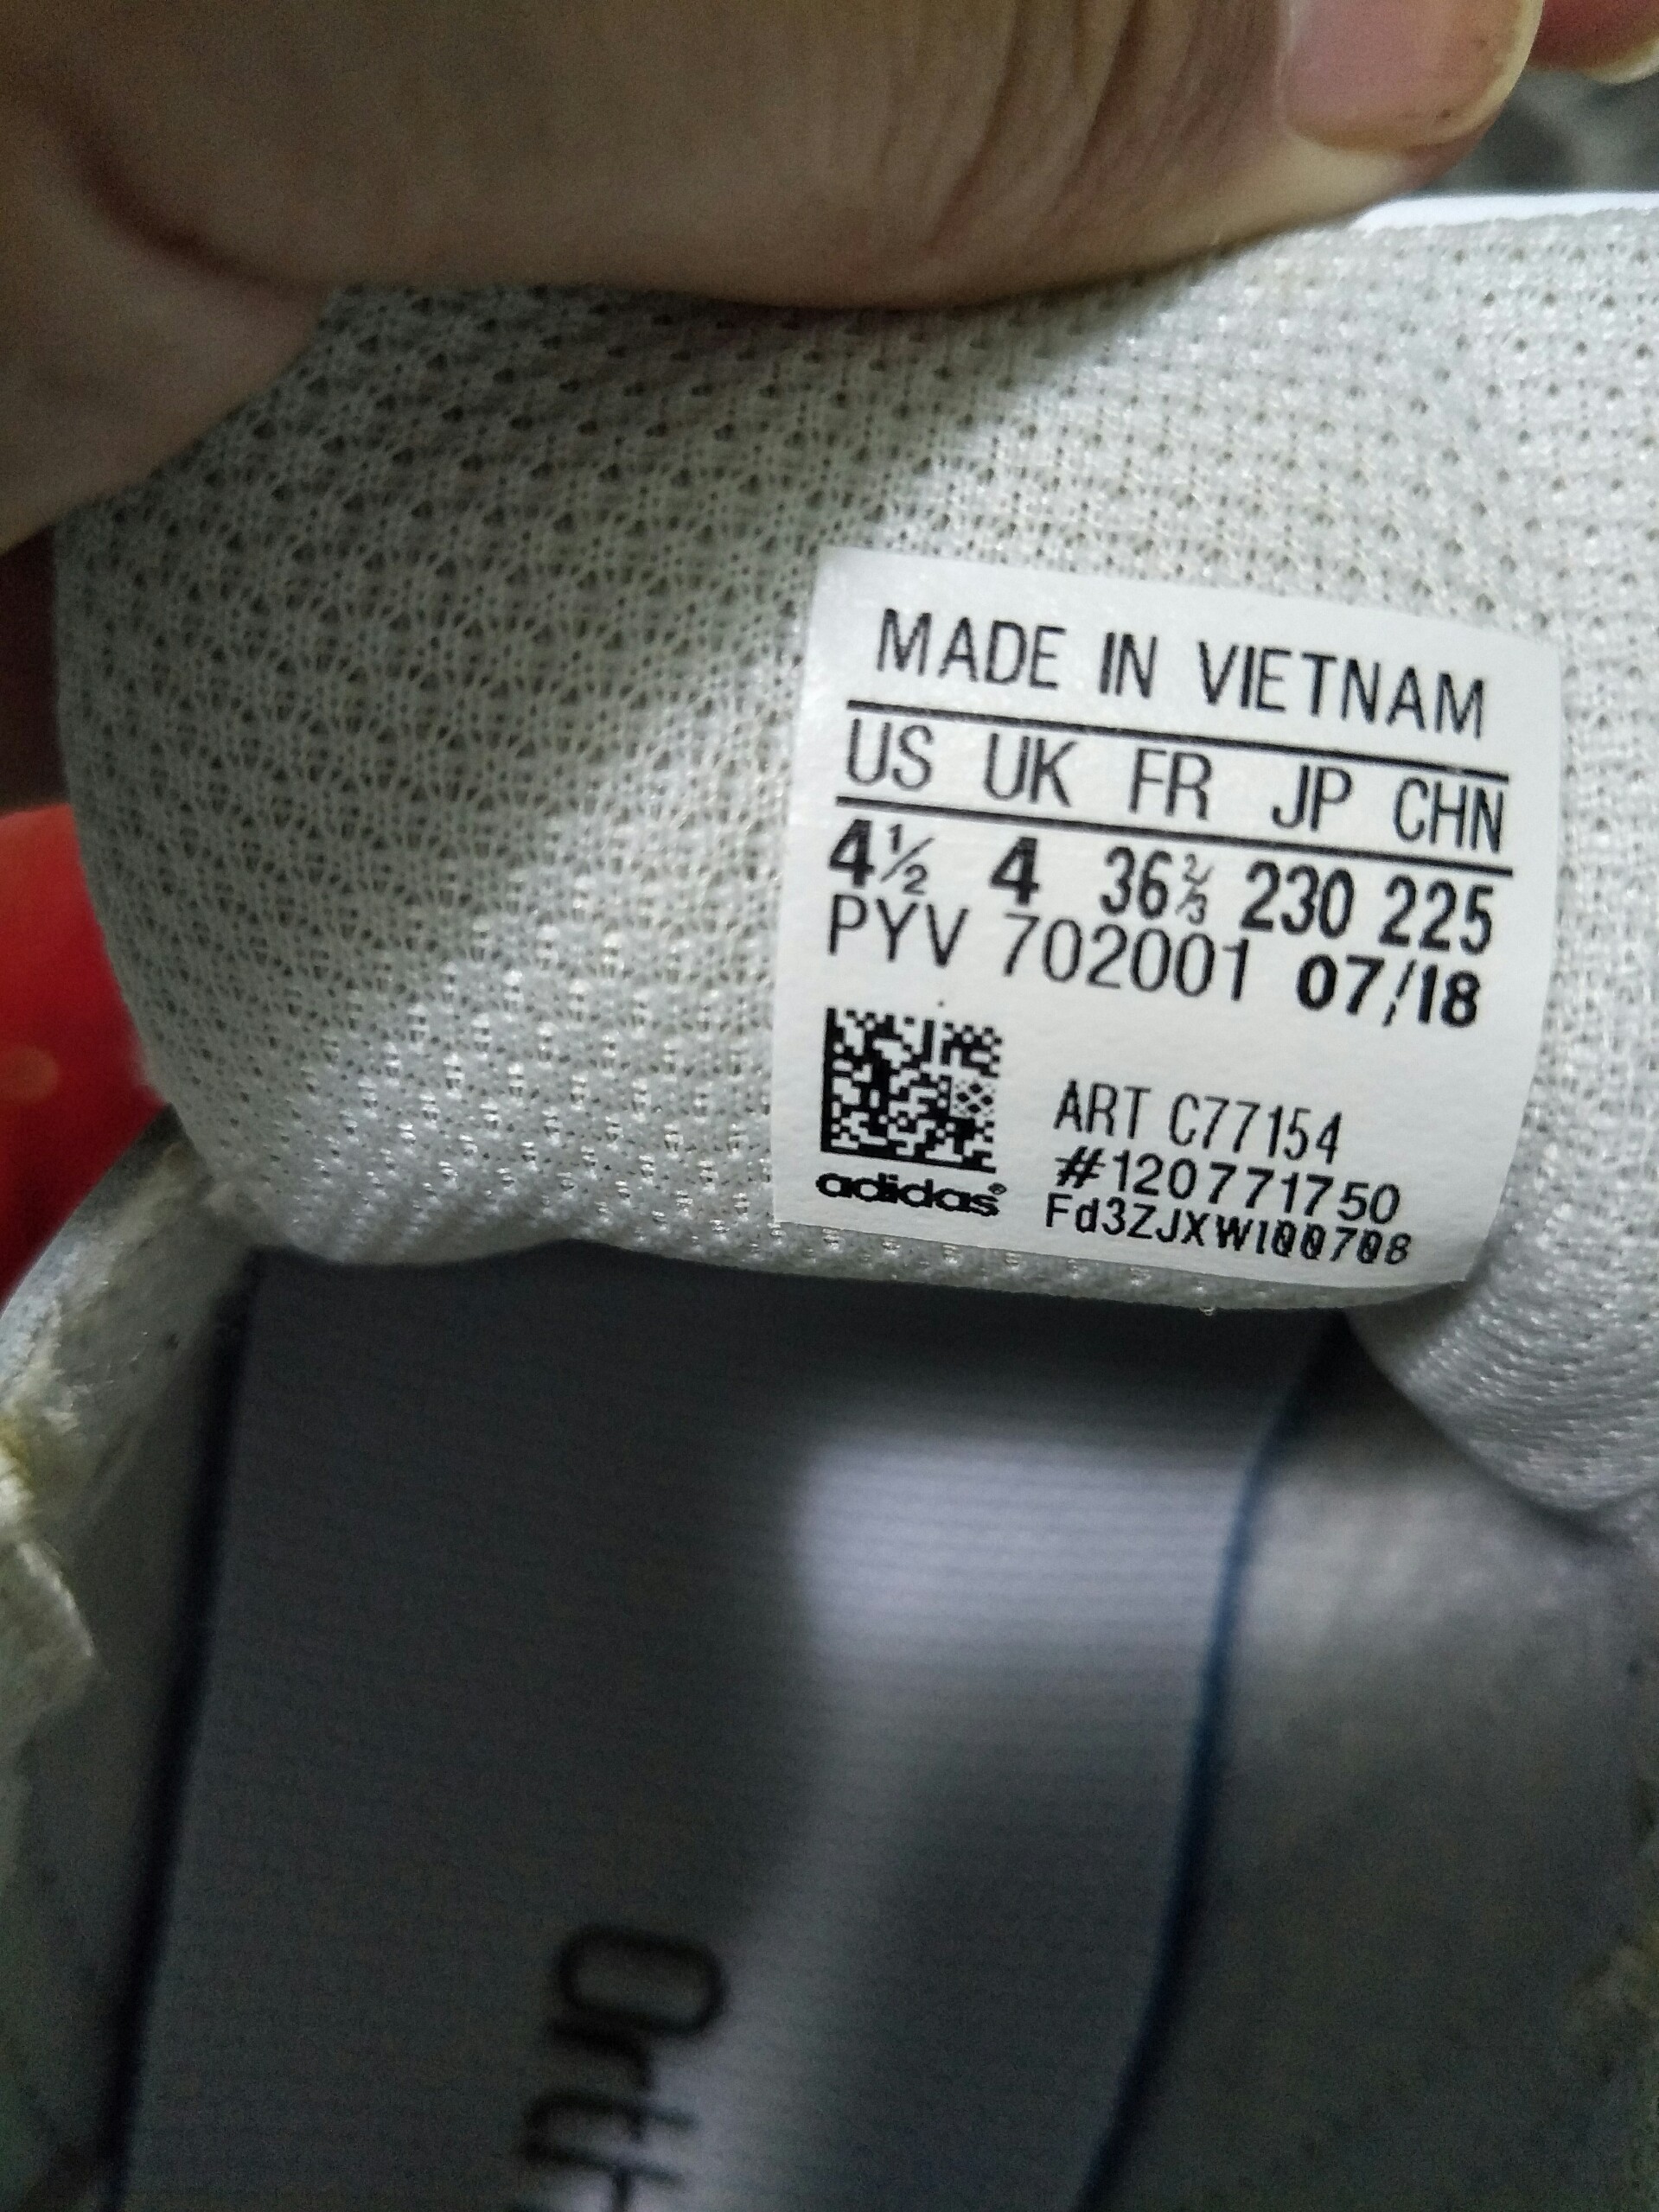 MADE IN VIETNAM
US UK FR JP CHN
4½ 4 36⅔ 230 225
PYV 702001 07/18
ART C77154
#120771750
adidas®
Fd3ZJXW100708
Orth